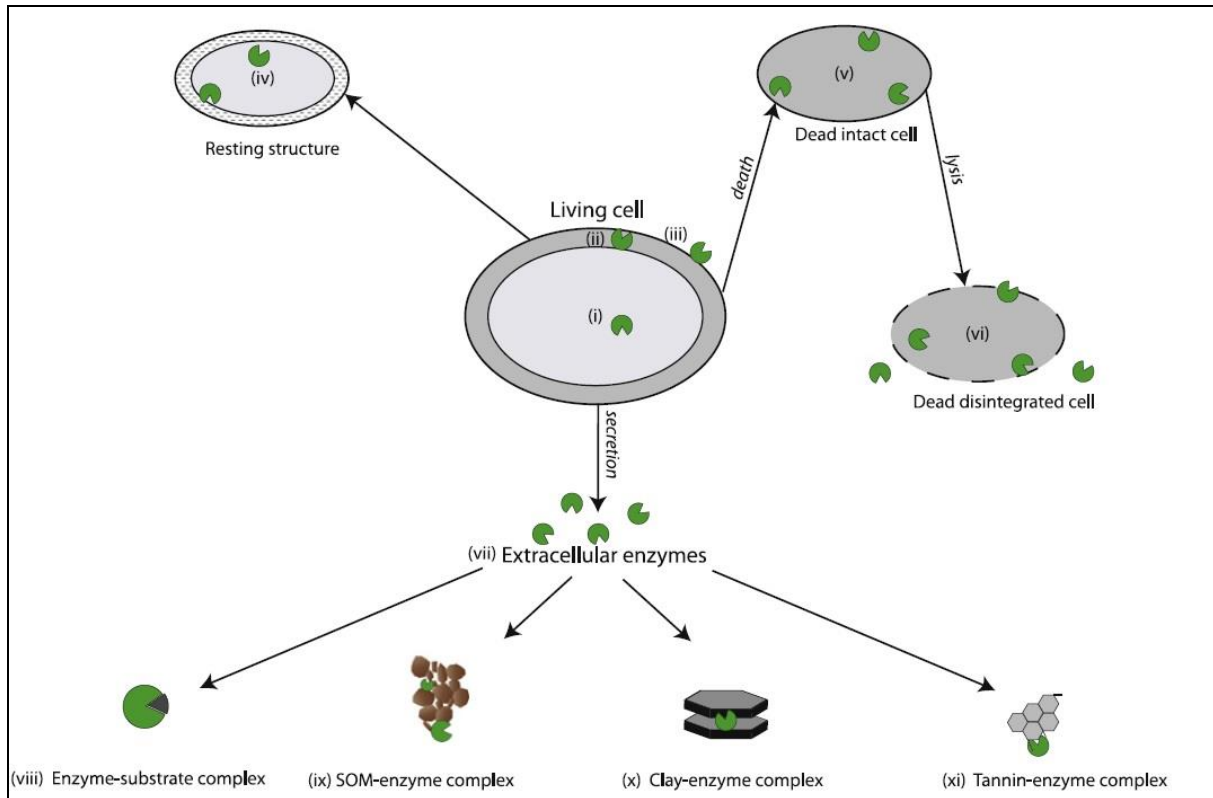 (iv)
Resting structure
(v)
Dead intact cell
death
lysis
Living cell
(ii)
(iii)
(i)
(vi)
Dead disintegrated cell
secretion
(vii) Extracellular enzymes
(viii) Enzyme-substrate complex
(ix) SOM-enzyme complex
(x) Clay-enzyme complex
(xi) Tannin-enzyme complex